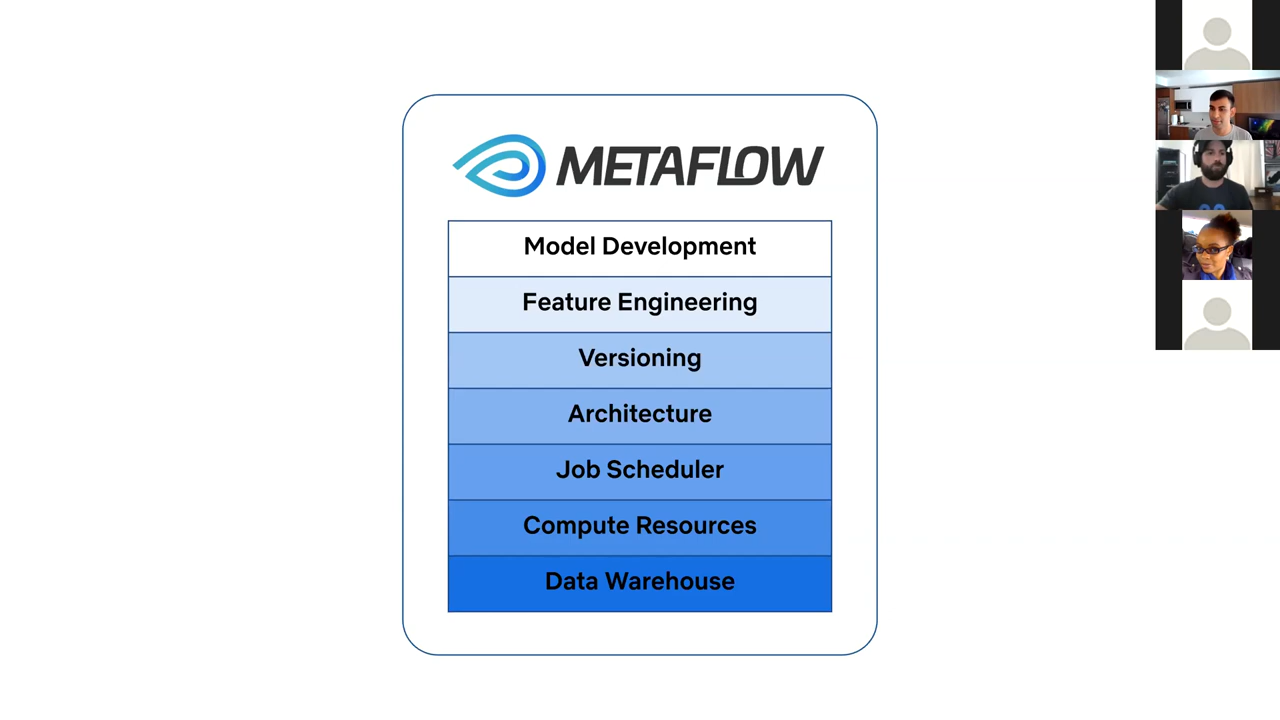 METAFLOW
Model Development
Feature Engineering
Versioning
Architecture
Job Scheduler
Compute Resources
Data Warehouse